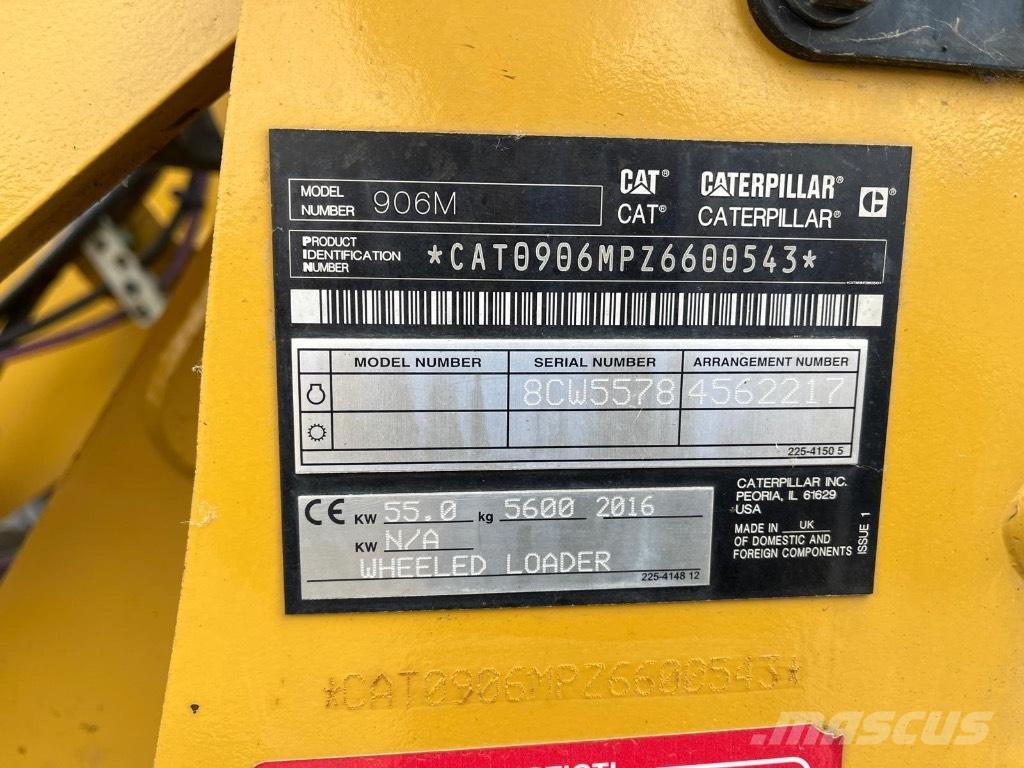 MODEL NUMBER 906M
CAT® CATERPILLAR®
CAT® CATERPILLAR® C®
PRODUCT IDENTIFICATION NUMBER *CAT0906MPZ6600543*
MODEL NUMBER SERIAL NUMBER ARRANGEMENT NUMBER
8CW5578 4562217
225-4150 5
CE KW 55.0 kg 5600 2016
KW N/A
WHEELED LOADER
225-4148 12
CATERPILLAR INC.
PEORIA, IL 61629
USA
MADE IN UK
OF DOMESTIC AND
FOREIGN COMPONENTS
ISSUE 1
*CAT0906MPZ6600543*
mascus